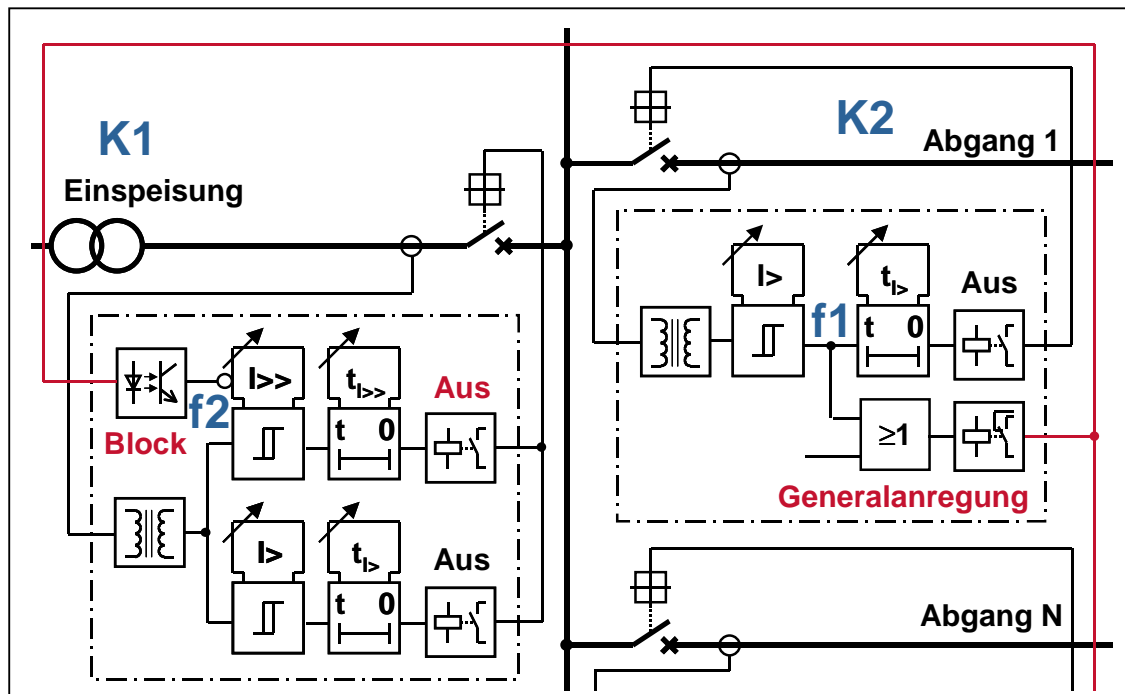 K1
Einspeisung
K2
Abgang 1
I>
t I>
Aus
f1
t 0
≥1
Generalanregung
I>>
t I>>
Aus
f2
Block
t 0
I>
t I>
Aus
t 0
Abgang N